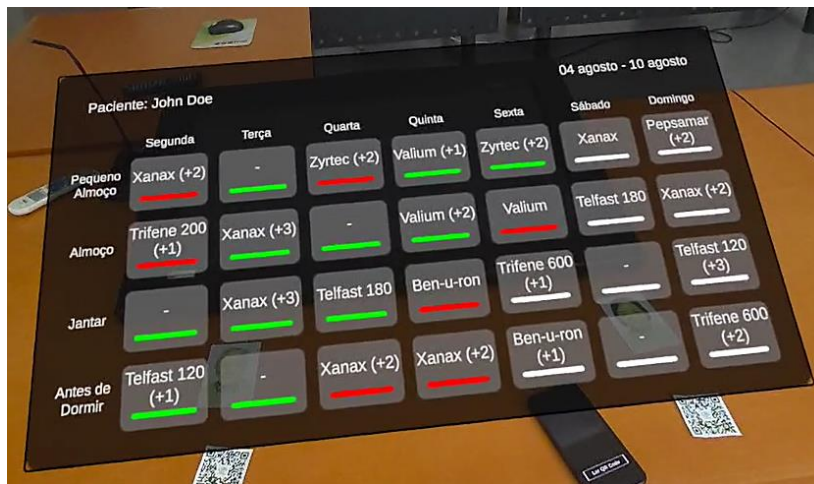 04 agosto - 10 agosto
Paciente: John Doe
Segunda Terça Quarta Quinta Sexta Sábado Domingo
Pequeno
Almoço
Xanax (+2)
-
Zyrtec (+2)
Valium (+1)
Zyrtec (+2)
Xanax
Pepsamar
(+2)
Almoço
Trifene 200
(+1)
Xanax (+3)
-
Valium (+2)
Valium
Telfast 180
Xanax (+2)
Jantar
-
Xanax (+3)
Telfast 180
Ben-u-ron
Trifene 600
(+1)
-
Telfast 120
(+3)
Antes de
Dormir
Telfast 120
(+1)
-
Xanax (+2)
Xanax (+2)
Ben-u-ron
(+1)
-
Trifene 600
(+2)
Ler QR Code